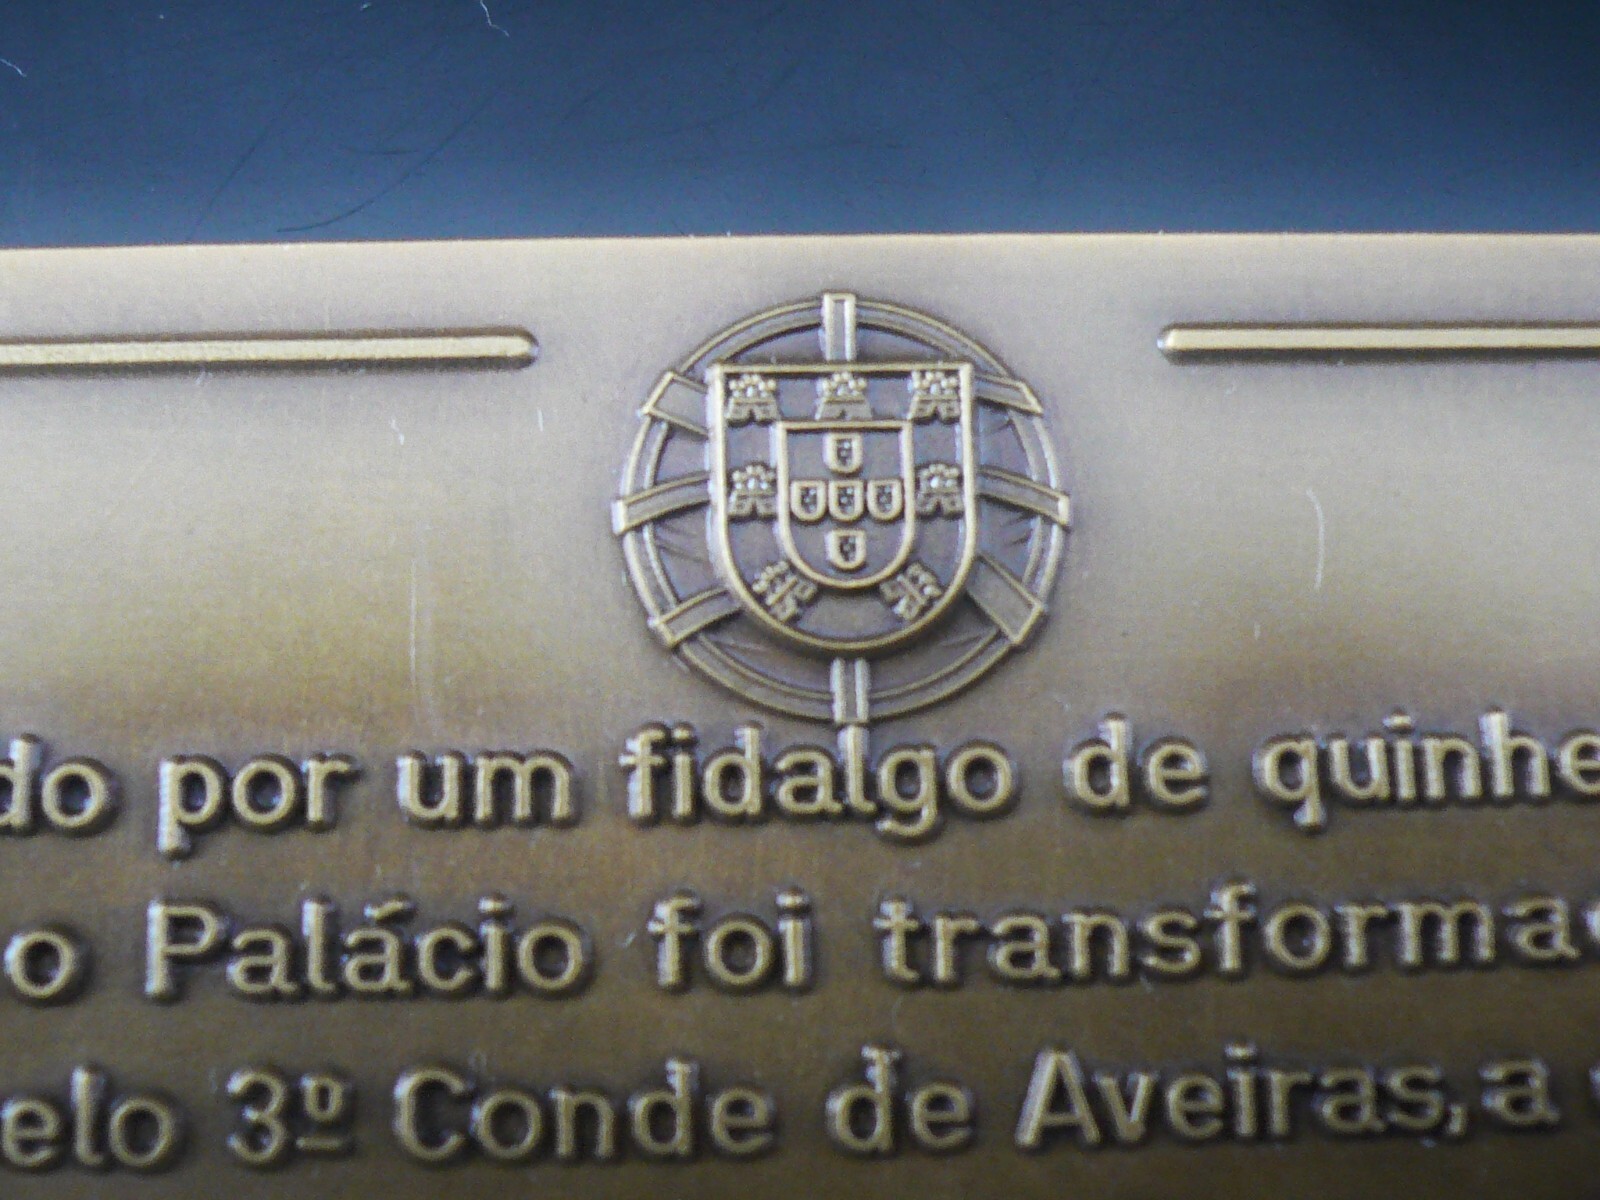 do por um fidalgo de quinhe
o Palácio foi transforma
elo 3º Conde de Aveiras, a